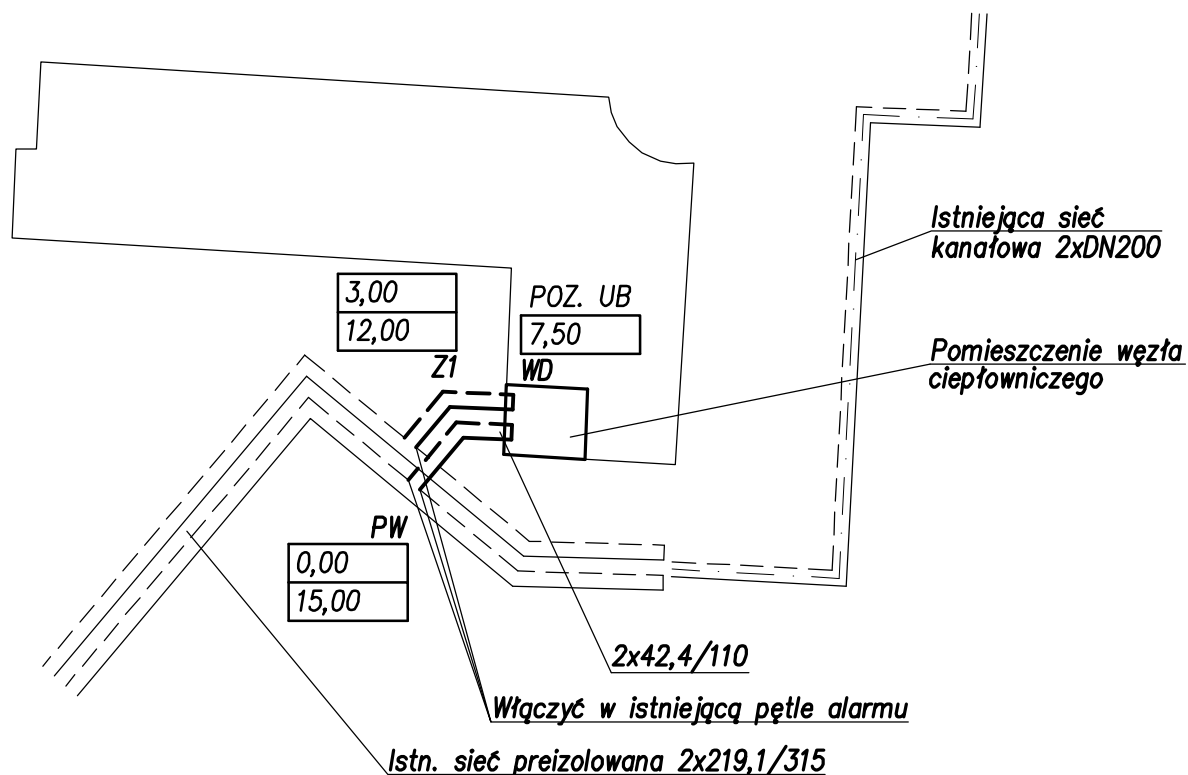 Istniejąca sieć
kanałowa 2xDN200
3,00
12,00
Z1
POZ. UB
7,50
WD
Pomieszczenie węzła
ciepłowniczego
PW
0,00
15,00
2x42,4/110
Włączyć w istniejącą pętle alarmu
Istn. sieć preizolowana 2x219,1/315